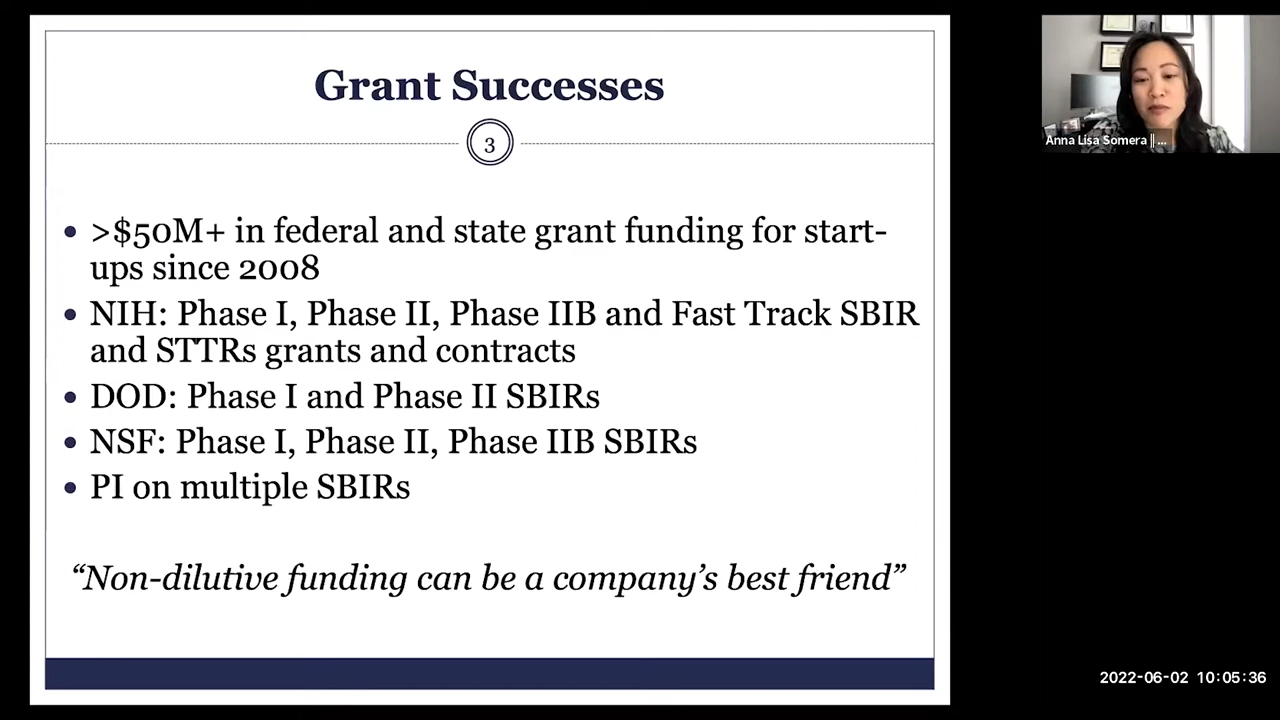 Grant Successes
3
• >$50M+ in federal and state grant funding for start-
ups since 2008
• NIH: Phase I, Phase II, Phase IIB and Fast Track SBIR
and STTRs grants and contracts
• DOD: Phase I and Phase II SBIRs
• NSF: Phase I, Phase II, Phase IIB SBIRs
• PI on multiple SBIRs
“Non-dilutive funding can be a company’s best friend”
Anna Lisa Somera || ...
2022-06-02 10:05:36